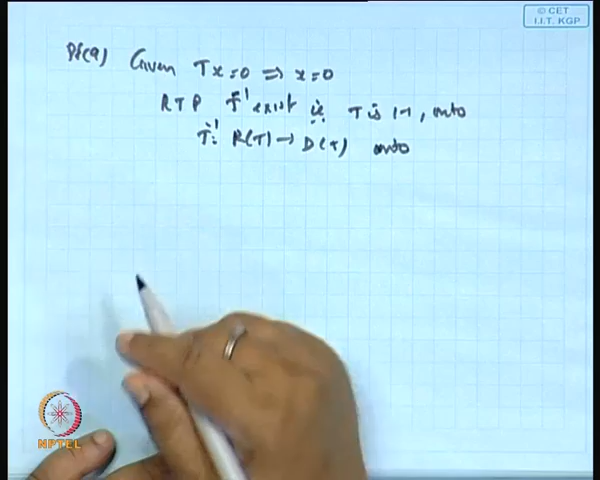 © CET
I.I.T. KGP
Pf(a) Given Tx=0 ⇒ x=0
RTP T⁻¹ exist i.e. T is 1-1, onto
T⁻¹: R(T) → D(T) onto
NPTEL